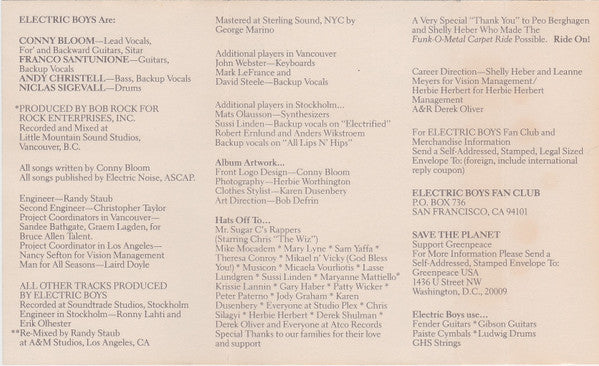 ELECTRIC BOYS Are:
CONNY BLOOM—Lead Vocals,
For' and Backward Guitars, Sitar
FRANCO SANTUNIONE—Guitars,
Backup Vocals
ANDY CHRISTELL—Bass, Backup Vocals
NICLAS SIGEVALL—Drums
*PRODUCED BY BOB ROCK FOR
ROCK ENTERPRISES, INC.
Recorded and Mixed at
Little Mountain Sound Studios,
Vancouver, B.C.
All songs written by Conny Bloom
All songs published by Electric Noise, ASCAP.
Engineer—Randy Staub
Second Engineer—Christopher Taylor
Project Coordinators in Vancouver—
Sandee Bathgate, Graem Lagden, for
Bruce Allen Talent.
Project Coordinator in Los Angeles—
Nancy Sefton for Vision Management
Man for All Seasons—Laird Doyle
ALL OTHER TRACKS PRODUCED
BY ELECTRIC BOYS
Recorded at Soundtrade Studios, Stockholm
Engineer in Stockholm—Ronny Lahti and
Erik Olhester
**Re-Mixed by Randy Staub
at A&M Studios, Los Angeles, CA
Mastered at Sterling Sound, NYC by
George Marino
Additional players in Vancouver
John Webster—Keyboards
Mark LeFrance and
David Steele—Backup Vocals
Additional players in Stockholm...
Mats Olausson—Synthesizers
Sussi Linden—Backup vocals on "Electrified"
Robert Ernlund and Anders Wikstroem
Backup vocals on "All Lips N' Hips"
Album Artwork...
Front Logo Design—Conny Bloom
Photography—Herbie Worthington
Clothes Stylist—Karen Dusenbery
Art Direction—Bob Defrin
Hats Off To...
Mr. Sugar C's Rappers
(Starring Chris "The Wiz")
Mike Mocadem * Mary Lyne * Sam Yaffa *
Theresa Conroy * Mikael n' Vicky (God Bless
You!) * Musicon * Micaela Vourhotis * Lasse
Lundgren * Sussi Linden * Maryanne Mattiello*
Krissie Lannin * Gary Haber * Patty Wicker *
Peter Paterno * Jody Graham * Karen
Dusenbery * Everyone at Studio Plex * Chris
Silagyi * Herbie Herbert * Derek Shulman *
Derek Oliver and Everyone at Atco Records
Special Thanks to our families for their love
and support
A Very Special "Thank You" to Peo Berghagen
and Shelly Heber Who Made The
Funk-O-Metal Carpet Ride Possible. Ride On!
Career Direction—Shelly Heber and Leanne
Meyers for Vision Management/
Herbie Herbert for Herbie Herbert
Management
A&R Derek Oliver
For ELECTRIC BOYS Fan Club and
Merchandise Information
Send a Self-Addressed, Stamped, Legal Sized
Envelope To: (foreign, include international
reply coupon)
ELECTRIC BOYS FAN CLUB
P.O. BOX 736
SAN FRANCISCO, CA 94101
SAVE THE PLANET
Support Greenpeace
For More Information Please Send a
Self-Addressed, Stamped Envelope To:
Greenpeace USA
1436 U Street NW
Washington, D.C., 20009
Electric Boys use...
Fender Guitars *Gibson Guitars
Paiste Cymbals *Ludwig Drums
GHS Strings